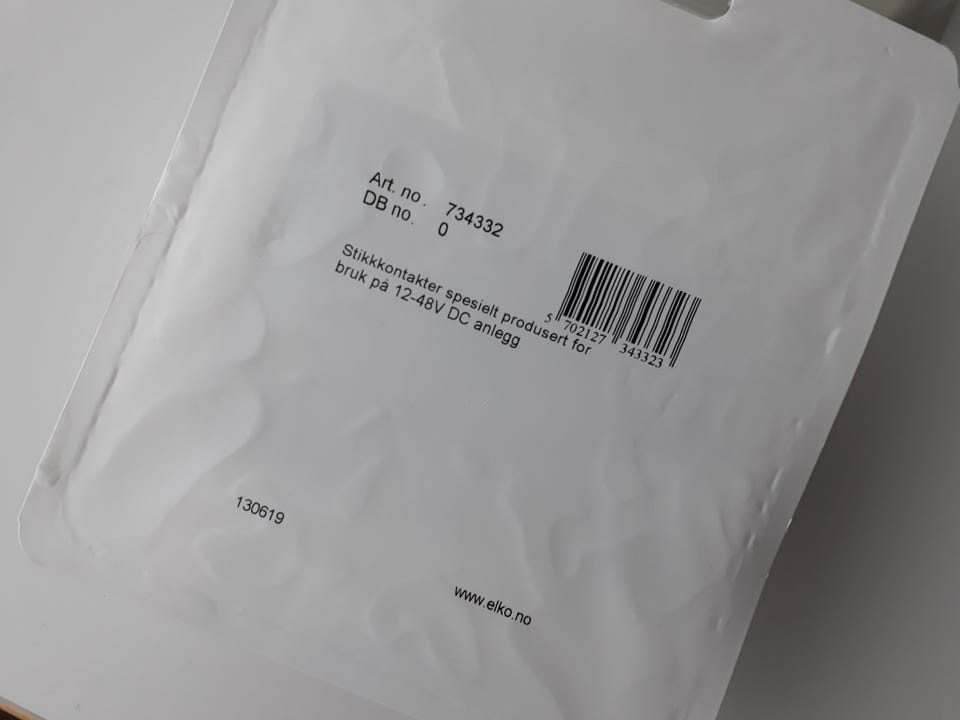 Art. no. 734332
DB no. 0
Stikkkontakter spesielt produsert for
bruk på 12-48V DC anlegg
5 702127 343323
130619
www.elko.no